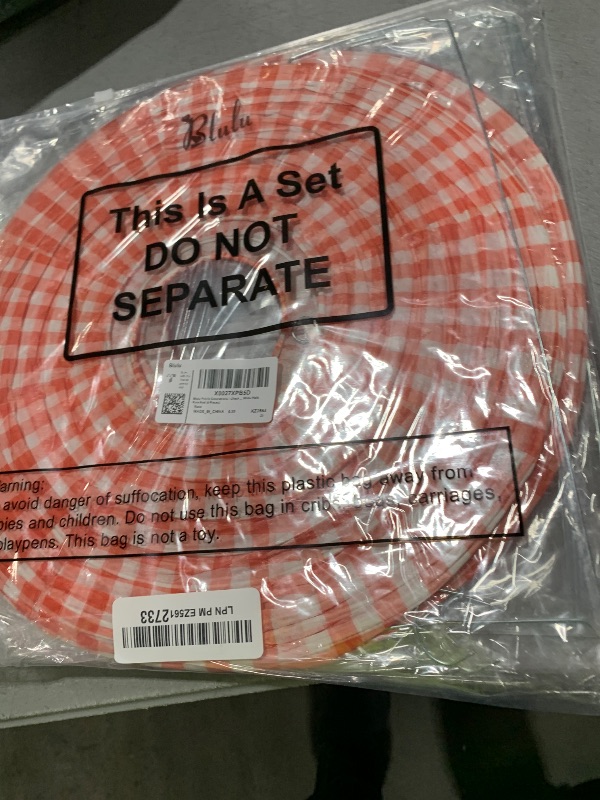 Blulu
This Is A Set
DO NOT
SEPARATE
Blulu
X0027XPB5D
arning:
avoid danger of suffocation, keep this plastic bag away from
bies and children. Do not use this bag in cribs, beds, carriages,
playpens. This bag is not a toy.
LPN PM EZ5612733